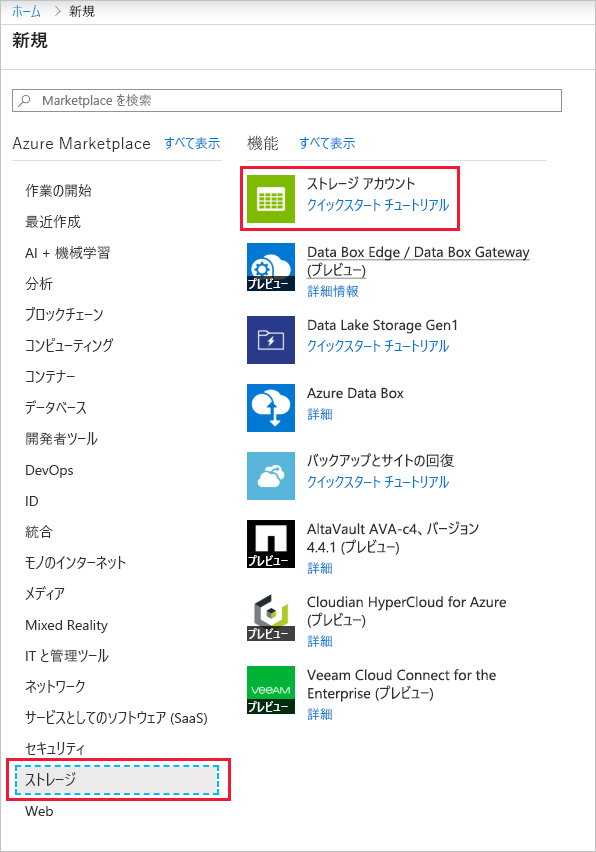 ホーム > 新規
新規
Marketplace を検索
Azure Marketplace すべて表示
作業の開始
最近作成
AI + 機械学習
分析
ブロックチェーン
コンピューティング
コンテナー
データベース
開発者ツール
DevOps
ID
統合
モノのインターネット
メディア
Mixed Reality
IT と管理ツール
ネットワーク
サービスとしてのソフトウェア (SaaS)
セキュリティ
ストレージ
Web
機能 すべて表示
ストレージ アカウント
クイックスタート チュートリアル
プレビュー
Data Box Edge / Data Box Gateway
(プレビュー)
詳細情報
Data Lake Storage Gen1
クイックスタート チュートリアル
Azure Data Box
詳細
バックアップとサイトの回復
クイックスタート チュートリアル
プレビュー
AltaVault AVA-c4、バージョン
4.4.1 (プレビュー)
詳細
プレビュー
Cloudian HyperCloud for Azure
(プレビュー)
詳細
veeam
プレビュー
Veeam Cloud Connect for the
Enterprise (プレビュー)
詳細